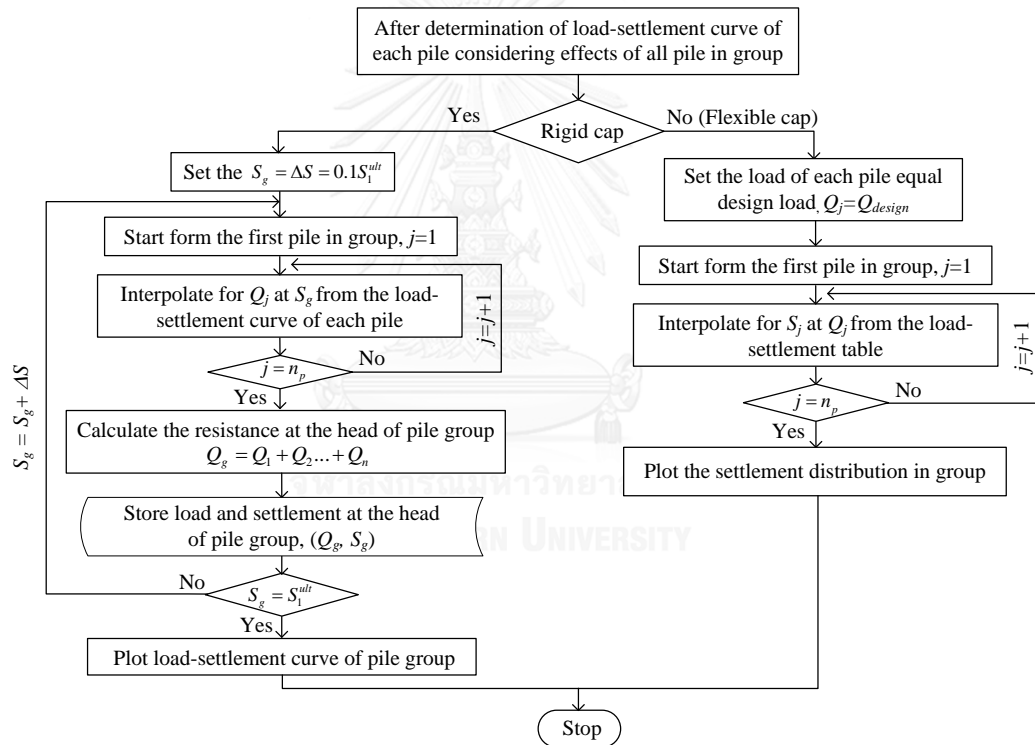 After determination of load-settlement curve of
each pile considering effects of all pile in group
Yes
Rigid cap
No (Flexible cap)
Set the S_g = ΔS = 0.1S_1^{ult}
Start form the first pile in group, j=1
Interpolate for Q_j at S_g from the load-
settlement curve of each pile
j = n_p
No
j=j+1
Yes
Calculate the resistance at the head of pile group
Q_g = Q_1 + Q_2 ... + Q_n
Store load and settlement at the head
of pile group, (Q_g, S_g)
No
S_g = S_1^{ult}
S_g = S_g + ΔS
Yes
Plot load-settlement curve of pile group
Set the load of each pile equal
design load, Q_j=Q_{design}
Start form the first pile in group, j=1
Interpolate for S_j at Q_j from the load-
settlement table
j = n_p
No
j=j+1
Yes
Plot the settlement distribution in group
Stop
UNIVERSITY